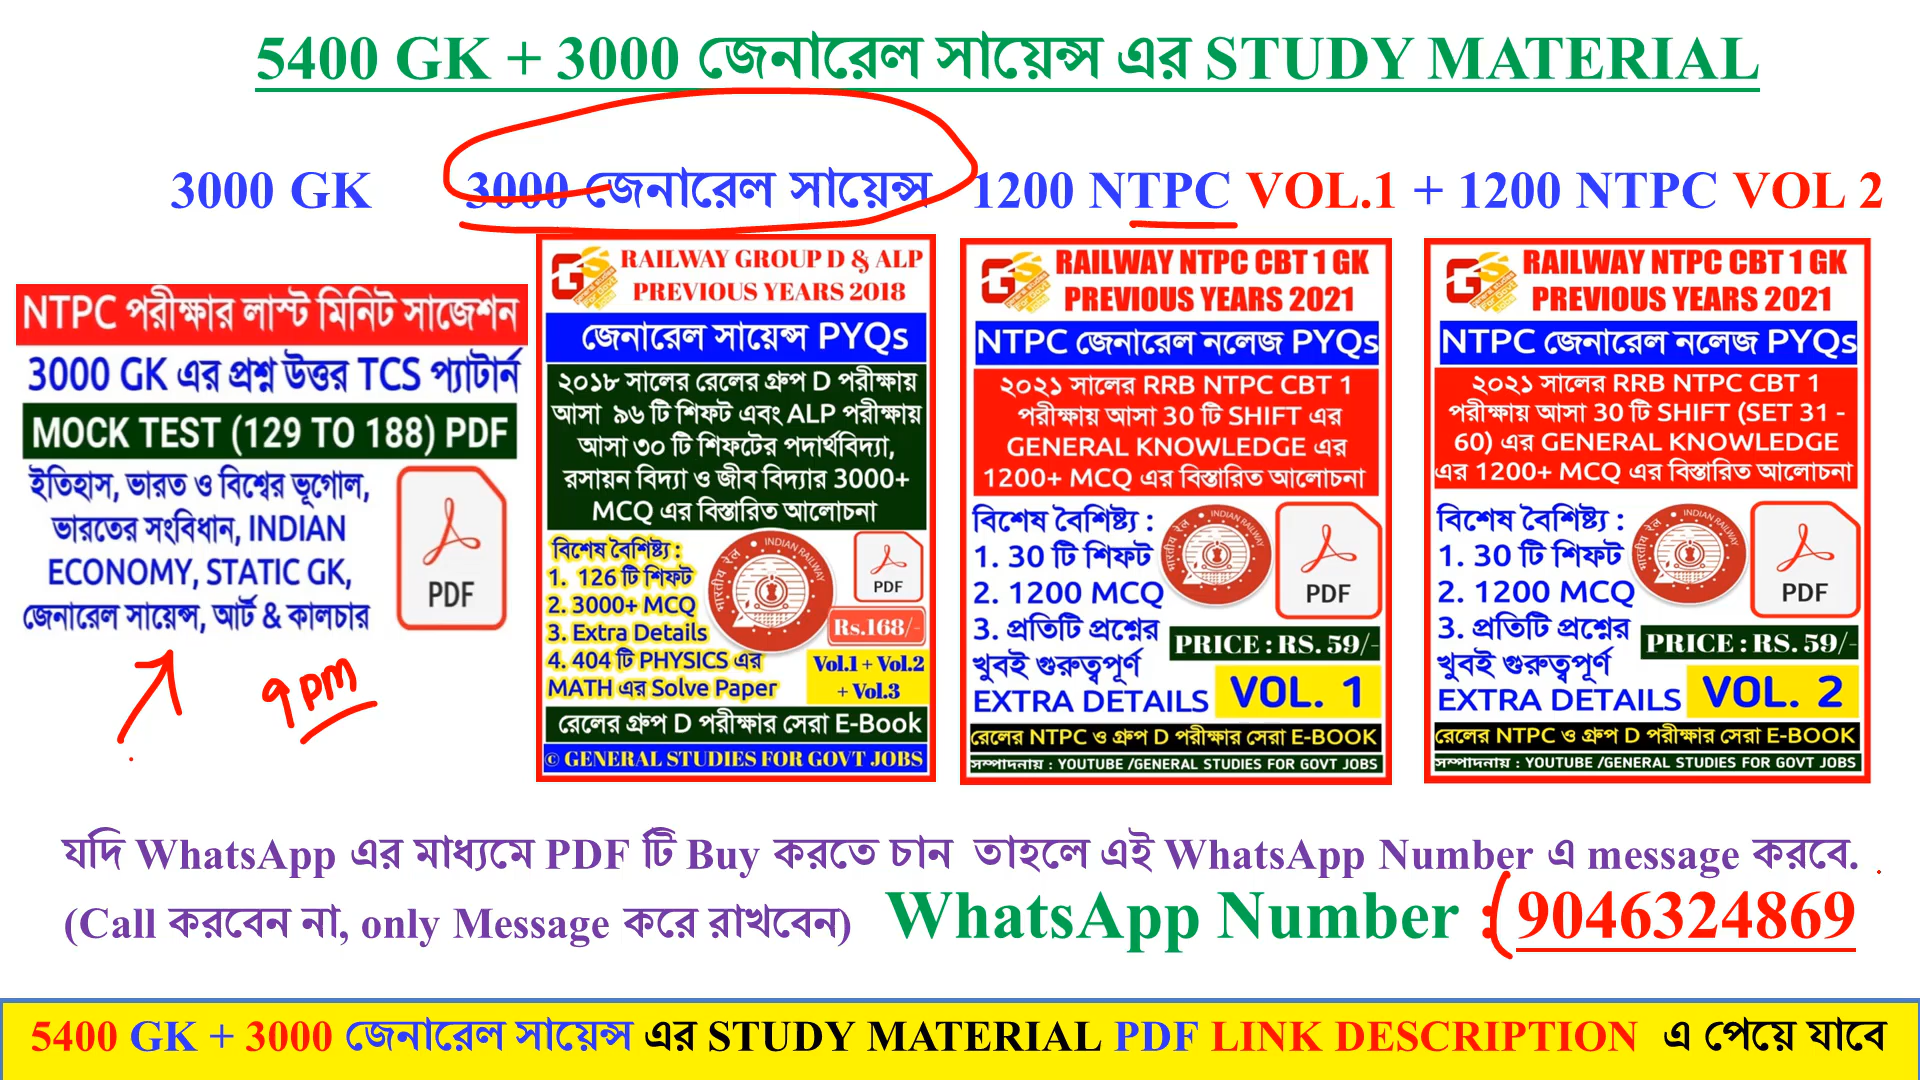 5400 GK + 3000 জেনারেল সায়েন্স এর STUDY MATERIAL
3000 GK
3000 জেনারেল সায়েন্স
1200 NTPC VOL.1 + 1200 NTPC VOL 2
NTPC পরীক্ষার লাস্ট মিনিট সাজেশন
3000 GK এর প্রশ্ন উত্তর TCS প্যাটার্ন
MOCK TEST (129 TO 188) PDF
ইতিহাস, ভারত ও বিশ্বের ভূগোল,
ভারতের সংবিধান, INDIAN
ECONOMY, STATIC GK,
জেনারেল সায়েন্স, আর্ট & কালচার
PDF
9 pm
RAILWAY GROUP D & ALP
PREVIOUS YEARS 2018
জেনারেল সায়েন্স PYQs
২০১৮ সালের রেলের গ্রুপ D পরীক্ষায়
আসা ৯৬ টি শিফট এবং ALP পরীক্ষায়
আসা ৩০ টি শিফটের পদার্থবিদ্যা,
রসায়ন বিদ্যা ও জীব বিদ্যার 3000+
MCQ এর বিস্তারিত আলোচনা
বিশেষ বৈশিষ্ট্য :
1. 126 টি শিফট
2. 3000+ MCQ
3. Extra Details
4. 404 টি PHYSICS এর
MATH এর Solve Paper
भारतीय रेल INDIAN RAILWAY
PDF
Rs.168/-
Vol.1 + Vol.2
+ Vol.3
রেলের গ্রুপ D পরীক্ষার সেরা E-Book
© GENERAL STUDIES FOR GOVT JOBS
RAILWAY NTPC CBT 1 GK
PREVIOUS YEARS 2021
NTPC জেনারেল নলেজ PYQs
২০২১ সালের RRB NTPC CBT 1
পরীক্ষায় আসা 30 টি SHIFT এর
GENERAL KNOWLEDGE এর
1200+ MCQ এর বিস্তারিত আলোচনা
বিশেষ বৈশিষ্ট্য :
1. 30 টি শিফট
2. 1200 MCQ
3. প্রতিটি প্রশ্নের
খুবই গুরুত্বপূর্ণ
EXTRA DETAILS
भारतीय रेल INDIAN RAILWAY
PDF
PRICE : RS. 59/-
VOL. 1
রেলের NTPC ও গ্রুপ D পরীক্ষার সেরা E-BOOK
সম্পাদনায় : YOUTUBE /GENERAL STUDIES FOR GOVT JOBS
RAILWAY NTPC CBT 1 GK
PREVIOUS YEARS 2021
NTPC জেনারেল নলেজ PYQs
২০২১ সালের RRB NTPC CBT 1
পরীক্ষায় আসা 30 টি SHIFT (SET 31 -
60) এর GENERAL KNOWLEDGE
এর 1200+ MCQ এর বিস্তারিত আলোচনা
বিশেষ বৈশিষ্ট্য :
1. 30 টি শিফট
2. 1200 MCQ
3. প্রতিটি প্রশ্নের
খুবই গুরুত্বপূর্ণ
EXTRA DETAILS
भारतीय रेल INDIAN RAILWAY
PDF
PRICE : RS. 59/-
VOL. 2
রেলের NTPC ও গ্রুপ D পরীক্ষার সেরা E-BOOK
সম্পাদনায় : YOUTUBE /GENERAL STUDIES FOR GOVT JOBS
যদি WhatsApp এর মাধ্যমে PDF টি Buy করতে চান তাহলে এই WhatsApp Number এ message করবে.
(Call করবেন না, only Message করে রাখবেন) WhatsApp Number : 9046324869
5400 GK + 3000 জেনারেল সায়েন্স এর STUDY MATERIAL PDF LINK DESCRIPTION এ পেয়ে যাবে